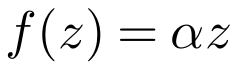 f(z) = αz